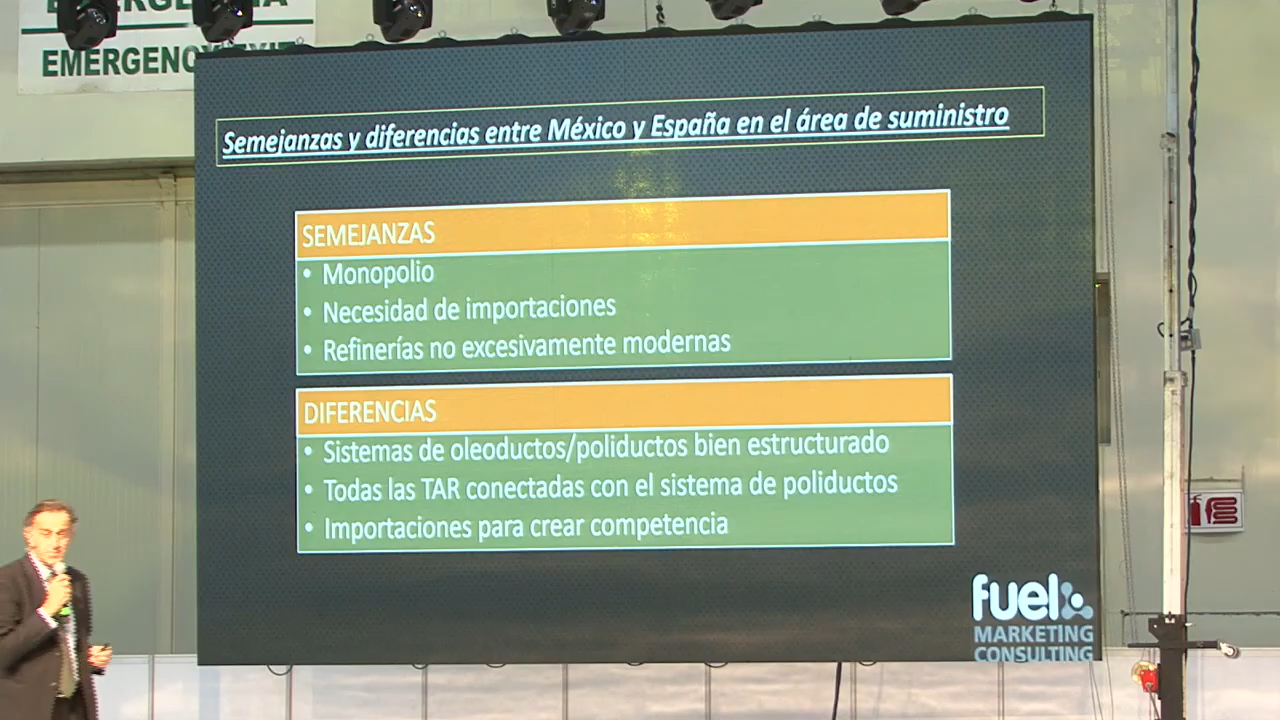 EMERGENCY EXIT
Semejanzas y diferencias entre México y España en el área de suministro
SEMEJANZAS
• Monopolio
• Necesidad de importaciones
• Refinerías no excesivamente modernas
DIFERENCIAS
• Sistemas de oleoductos/poliductos bien estructurado
• Todas las TAR conectadas con el sistema de poliductos
• Importaciones para crear competencia
fuel
MARKETING
CONSULTING